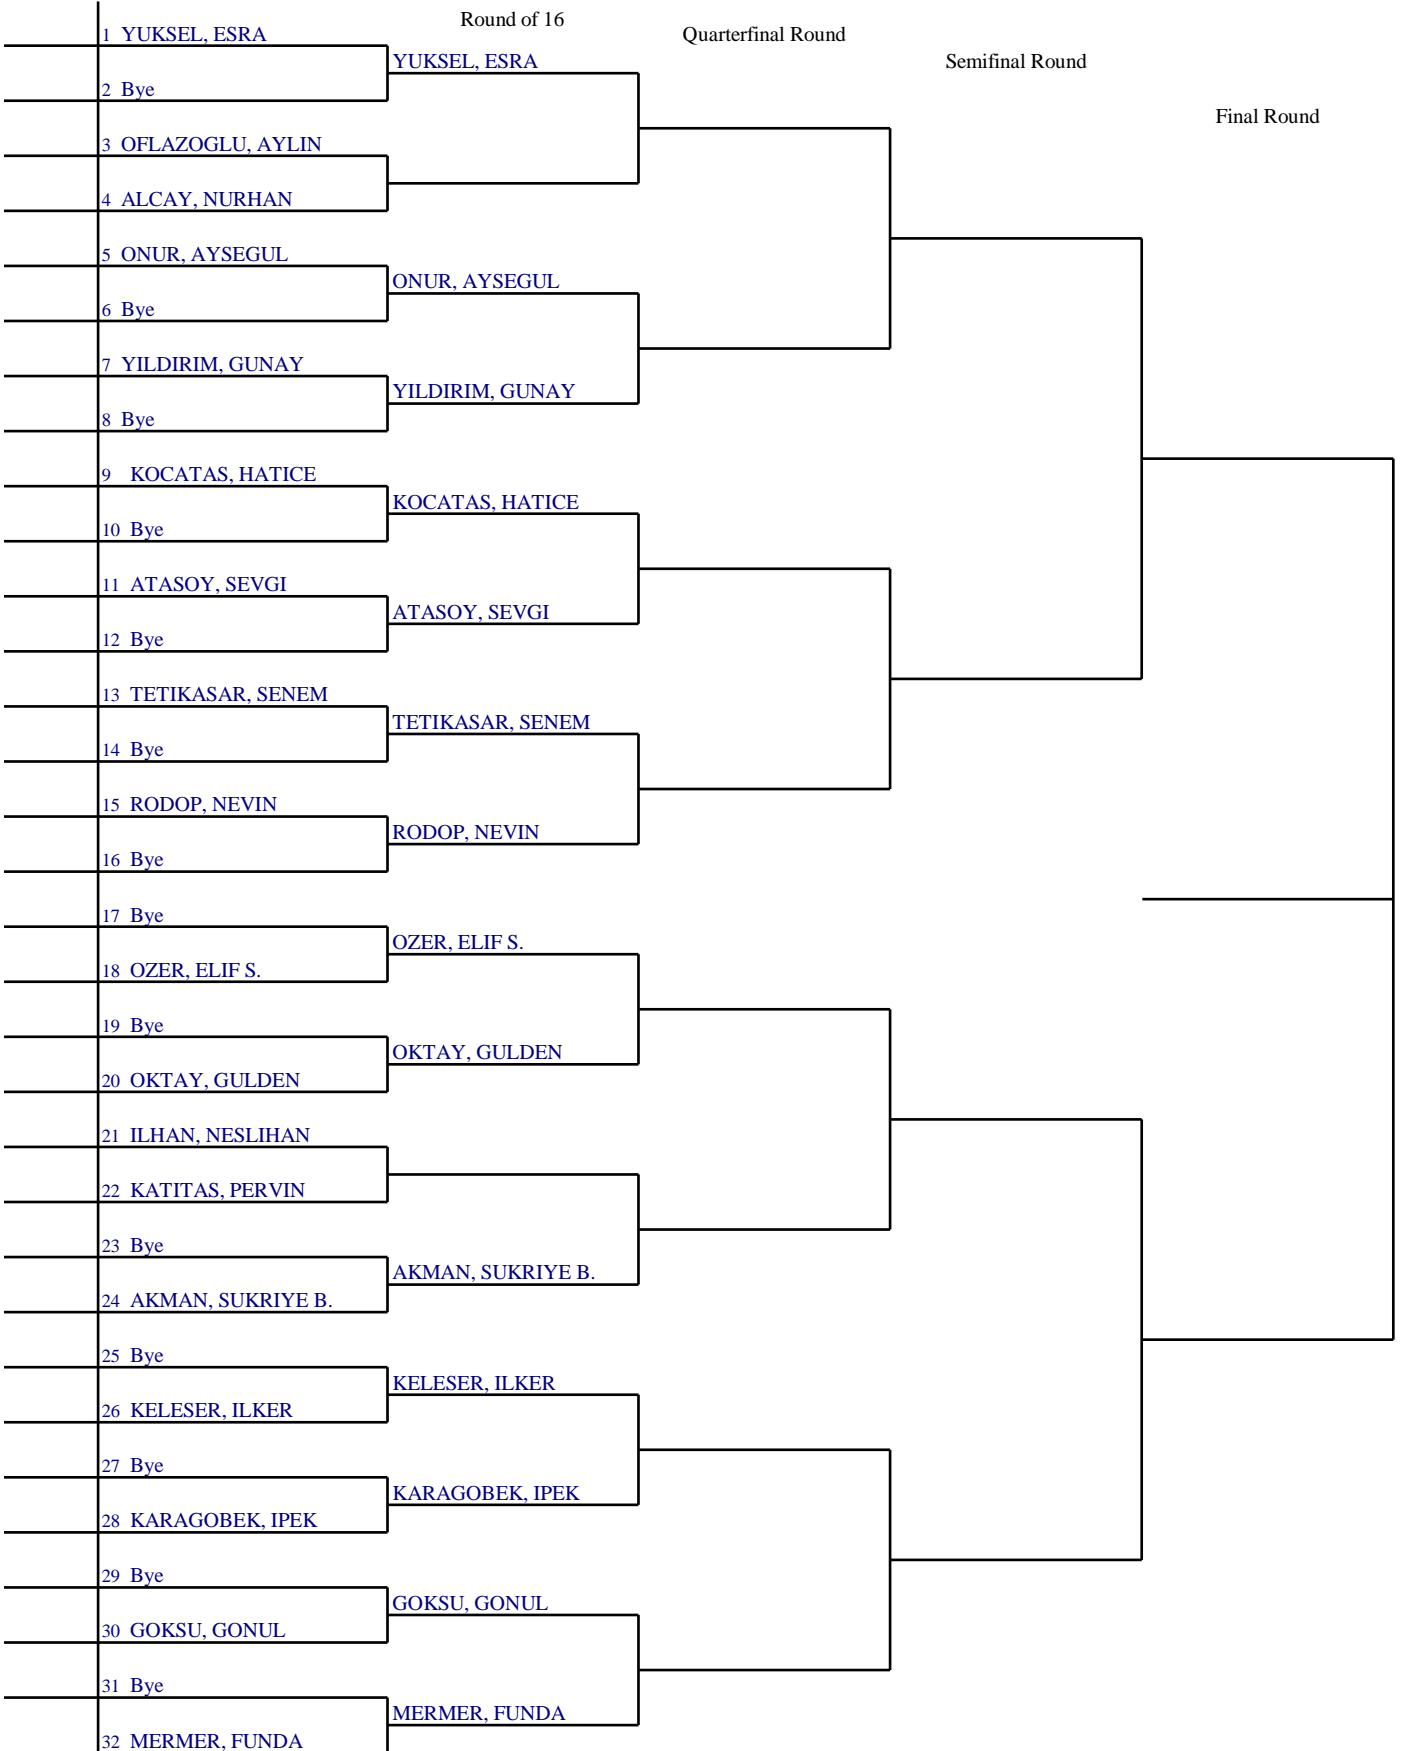 Round of 16
Quarterfinal Round
Semifinal Round
Final Round
1 YUKSEL, ESRA
YUKSEL, ESRA
2 Bye
3 OFLAZOGLU, AYLIN
4 ALCAY, NURHAN
5 ONUR, AYSEGUL
ONUR, AYSEGUL
6 Bye
7 YILDIRIM, GUNAY
YILDIRIM, GUNAY
8 Bye
9 KOCATAS, HATICE
KOCATAS, HATICE
10 Bye
11 ATASOY, SEVGI
ATASOY, SEVGI
12 Bye
13 TETIKASAR, SENEM
TETIKASAR, SENEM
14 Bye
15 RODOP, NEVIN
RODOP, NEVIN
16 Bye
17 Bye
OZER, ELIF S.
18 OZER, ELIF S.
19 Bye
OKTAY, GULDEN
20 OKTAY, GULDEN
21 ILHAN, NESLIHAN
22 KATITAS, PERVIN
23 Bye
AKMAN, SUKRIYE B.
24 AKMAN, SUKRIYE B.
25 Bye
KELESER, ILKER
26 KELESER, ILKER
27 Bye
KARAGOBEK, IPEK
28 KARAGOBEK, IPEK
29 Bye
GOKSU, GONUL
30 GOKSU, GONUL
31 Bye
MERMER, FUNDA
32 MERMER, FUNDA